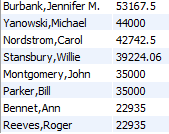 Burbank,Jennifer M. 53167.5
Yanowski,Michael 44000
Nordstrom,Carol 42742.5
Stansbury,Willie 39224.06
Montgomery,John 35000
Parker,Bill 35000
Bennet,Ann 22935
Reeves,Roger 22935